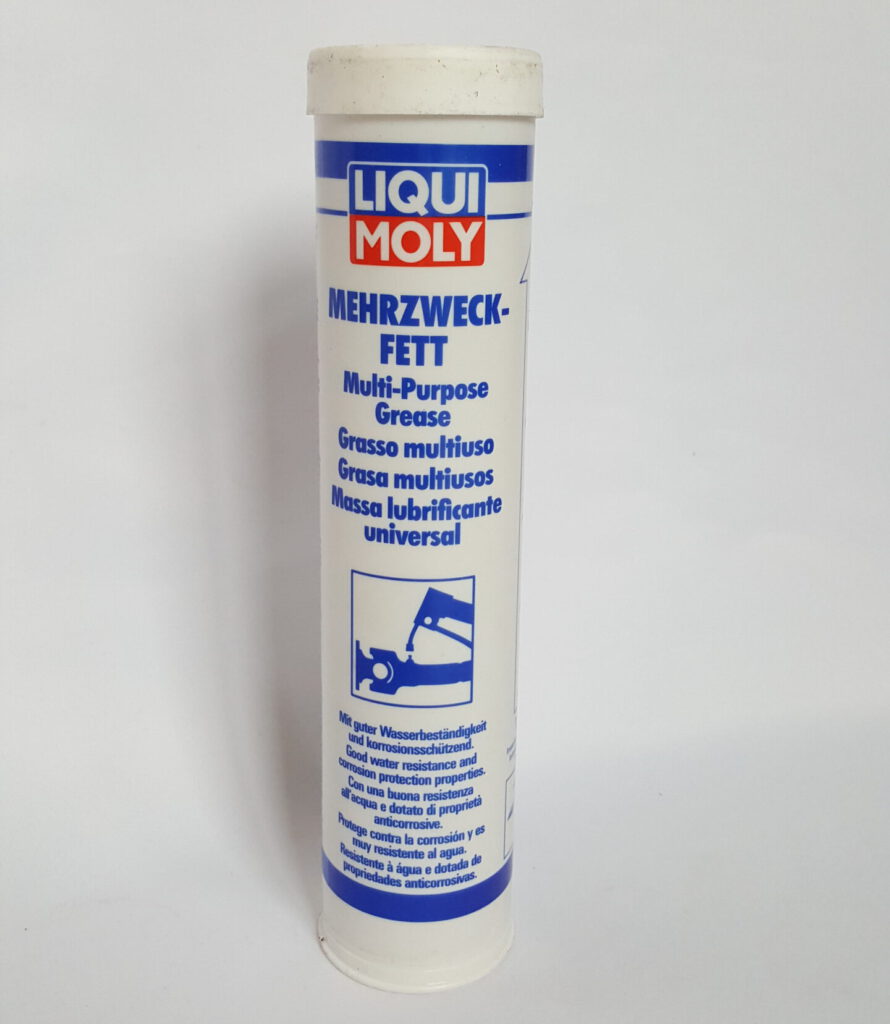 LIQUI
MOLY
MEHRZWECK-
FETT
Multi-Purpose
Grease
Grasso multiuso
Grasa multiusos
Massa lubrificante
universal
Mit guter Wasserbeständigkeit
und korrosionsschützend.
Good water resistance and
corrosion protection properties.
Con una buona resistenza
all'acqua e dotato di proprietà
anticorrosive.
Protege contra la corrosión y es
muy resistente al agua.
Resistente à água e dotada de
propriedades anticorrosivas.